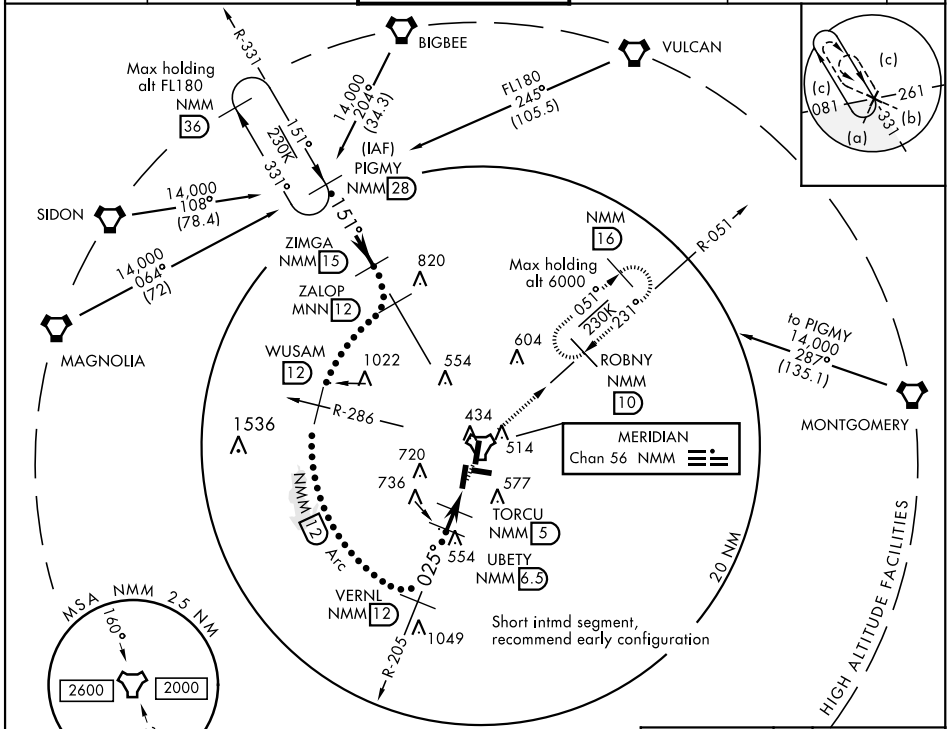 R-331
BIGBEE
VULCAN
Max holding
alt FL180
NMM
36
14,000
204°
(34.3)
FL180
245°
(105.5)
(c)
(c)
081
261
(b)
(a)
331
151°
230K
331°
(IAF)
PIGMY
NMM 28
SIDON
14,000
108°
(78.4)
151°
NMM
16
R-051
14,000
064°
(72)
ZIMGA
NMM 15
820
Max holding
alt 6000
051°
230K
231°
ZALOP
MNN 12
MAGNOLIA
to PIGMY
14,000
287°
(135.1)
WUSAM
12
1022
554
604
ROBNY
NMM
10
MONTGOMERY
R-286
1536
434
514
MERIDIAN
Chan 56 NMM
720
736
577
NMM 12 Arc
TORCU
NMM 5
554
UBETY
NMM 6.5
025°
20 NM
VERNL
NMM 12
1049
Short intmd segment,
recommend early configuration
R-205
MSA NMM 25 NM
160°
2600
2000
HIGH ALTITUDE FACILITIES